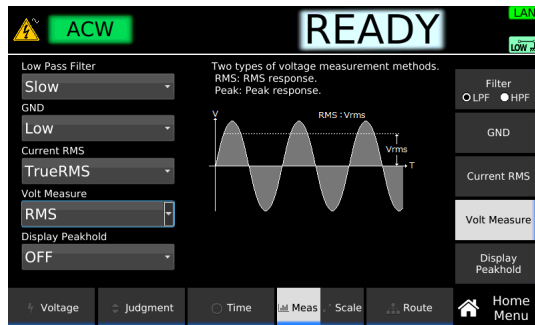 ACW
READY
LAN
LOW
Low Pass Filter
Slow
GND
Low
Current RMS
TrueRMS
Volt Measure
RMS
Display Peakhold
OFF
Two types of voltage measurement methods.
RMS: RMS response.
Peak: Peak response.
V
RMS : Vrms
Vrms
T
Filter
LPF HPF
GND
Current RMS
Volt Measure
Display
Peakhold
Voltage
Judgment
Time
Meas
Scale
Route
Home
Menu